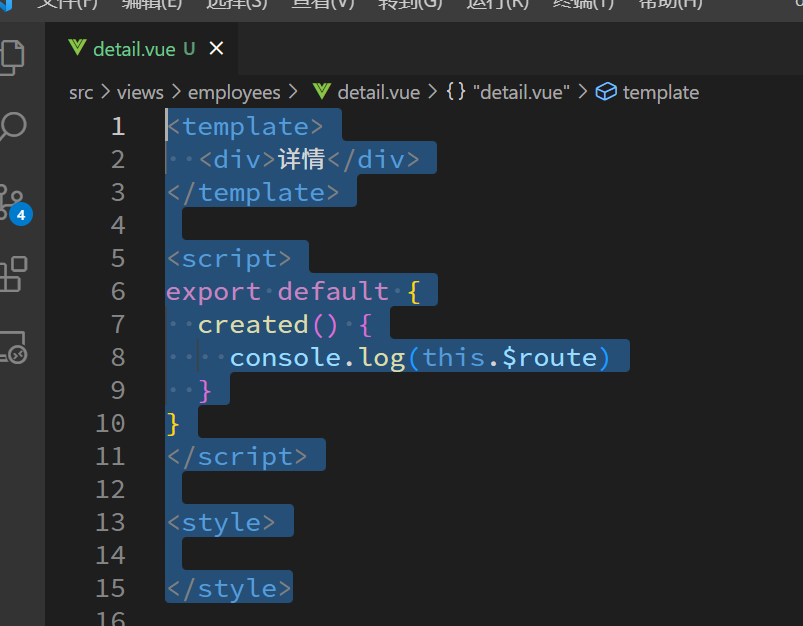 文件(F) 编辑(E) 选择(S) 查看(V) 转到(G) 运行(R) 终端(T) 帮助(H)
detail.vue U
src > views > employees > detail.vue > {} "detail.vue" > template
4
1 <template>
2 ··<div>详情</div>
3 </template>
4
5 <script>
6 export·default·{
7 ··created()·{
8 ····console.log(this.$route)
9 ··}
10 }
11 </script>
12
13 <style>
14
15 </style>
16